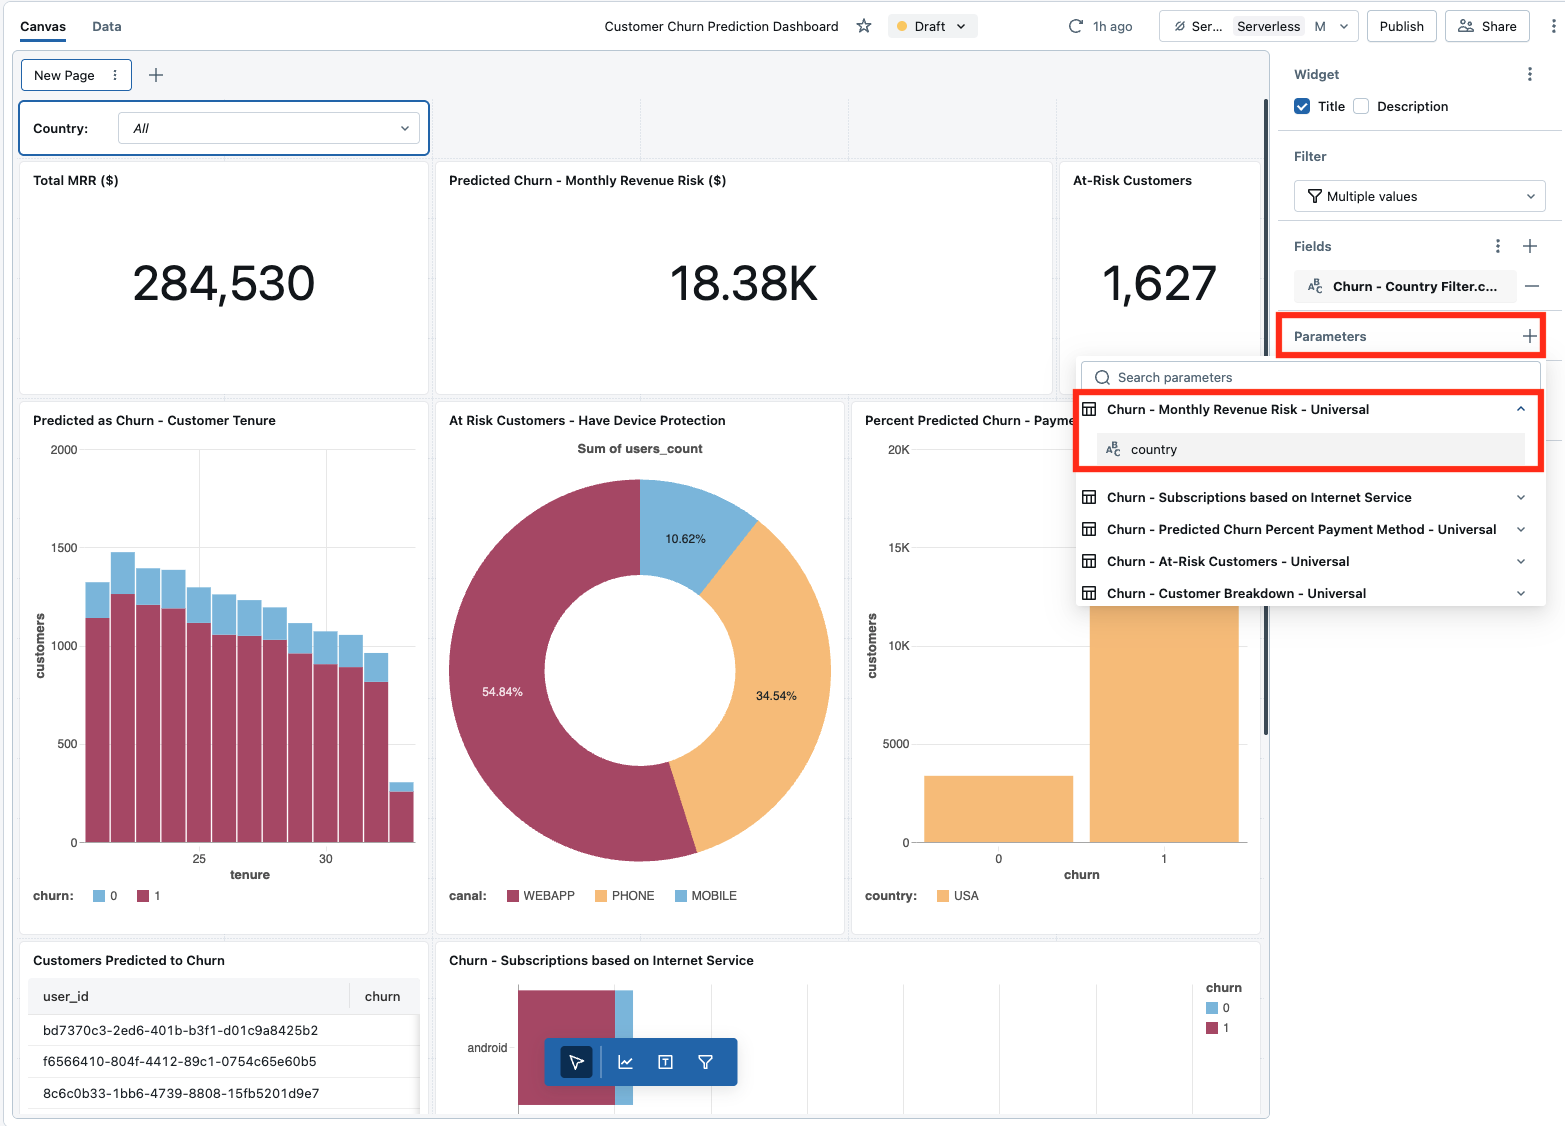 Canvas
Data
Customer Churn Prediction Dashboard
Draft
1h ago
Ser... Serverless M
Publish
Share
New Page
Country:
All
Total MRR ($)
284,530
Predicted Churn - Monthly Revenue Risk ($)
18.38K
At-Risk Customers
1,627
Widget
Title
Description
Filter
Multiple values
Fields
ABC Churn - Country Filter.c...
Parameters
Search parameters
Churn - Monthly Revenue Risk - Universal
ABC country
Churn - Subscriptions based on Internet Service
Churn - Predicted Churn Percent Payment Method - Universal
Churn - At-Risk Customers - Universal
Churn - Customer Breakdown - Universal
Predicted as Churn - Customer Tenure
2000
1500
1000
500
0
customers
25
30
tenure
churn: 0 1
At Risk Customers - Have Device Protection
Sum of users_count
10.62%
34.54%
54.84%
canal: WEBAPP PHONE MOBILE
Percent Predicted Churn - Payme
20K
15K
10K
5000
0
customers
0
1
churn
country: USA
Customers Predicted to Churn
user_id churn
bd7370c3-2ed6-401b-b3f1-d01c9a8425b2
f6566410-804f-4412-89c1-0754c65e60b5
8c6c0b33-1bb6-4739-8808-15fb5201d9e7
Churn - Subscriptions based on Internet Service
android
churn
0
1
T